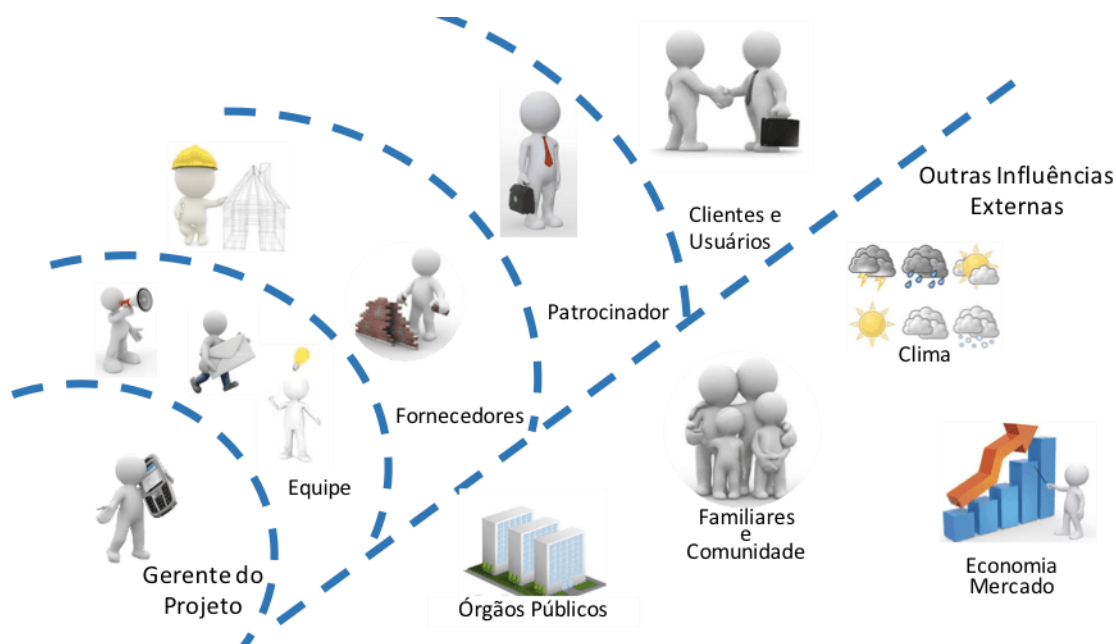 Outras Influências
Externas
Clientes e
Usuários
Patrocinador
Clima
Fornecedores
Equipe
Familiares
e
Comunidade
Gerente do
Projeto
Órgãos Públicos
Economia
Mercado